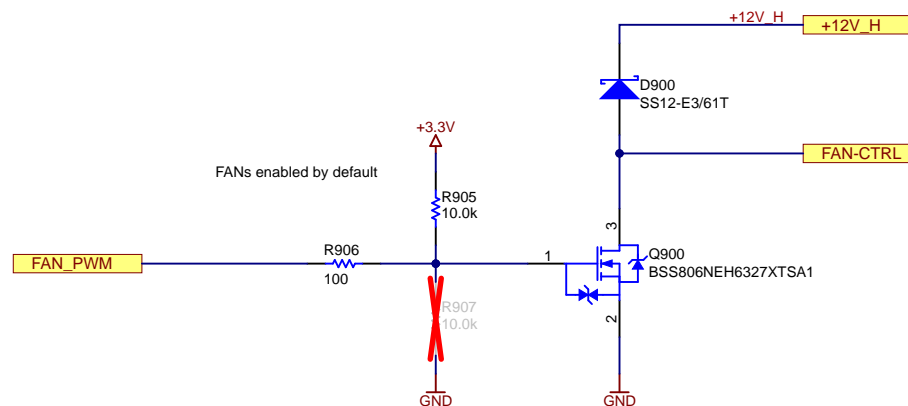 +12V_H
+12V_H
D900
SS12-E3/61T
+3.3V
FAN-CTRL
FANs enabled by default
R905
10.0k
3
R906
1
Q900
FAN_PWM
BSS806NEH6327XTSA1
100
R907
10.0k
2
GND
GND